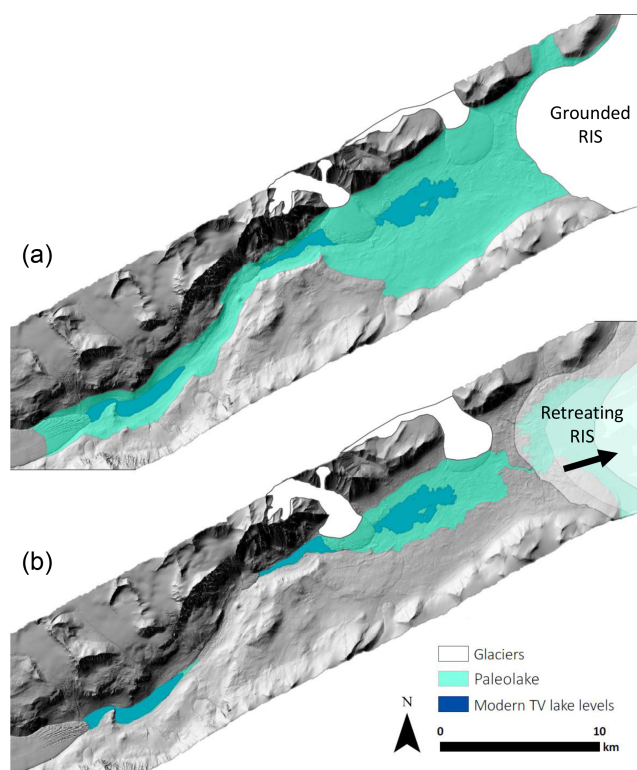 Grounded
RIS
(a)
Retreating
RIS
(b)
Glaciers
Paleolake
Modern TV lake levels
N
0 10
km